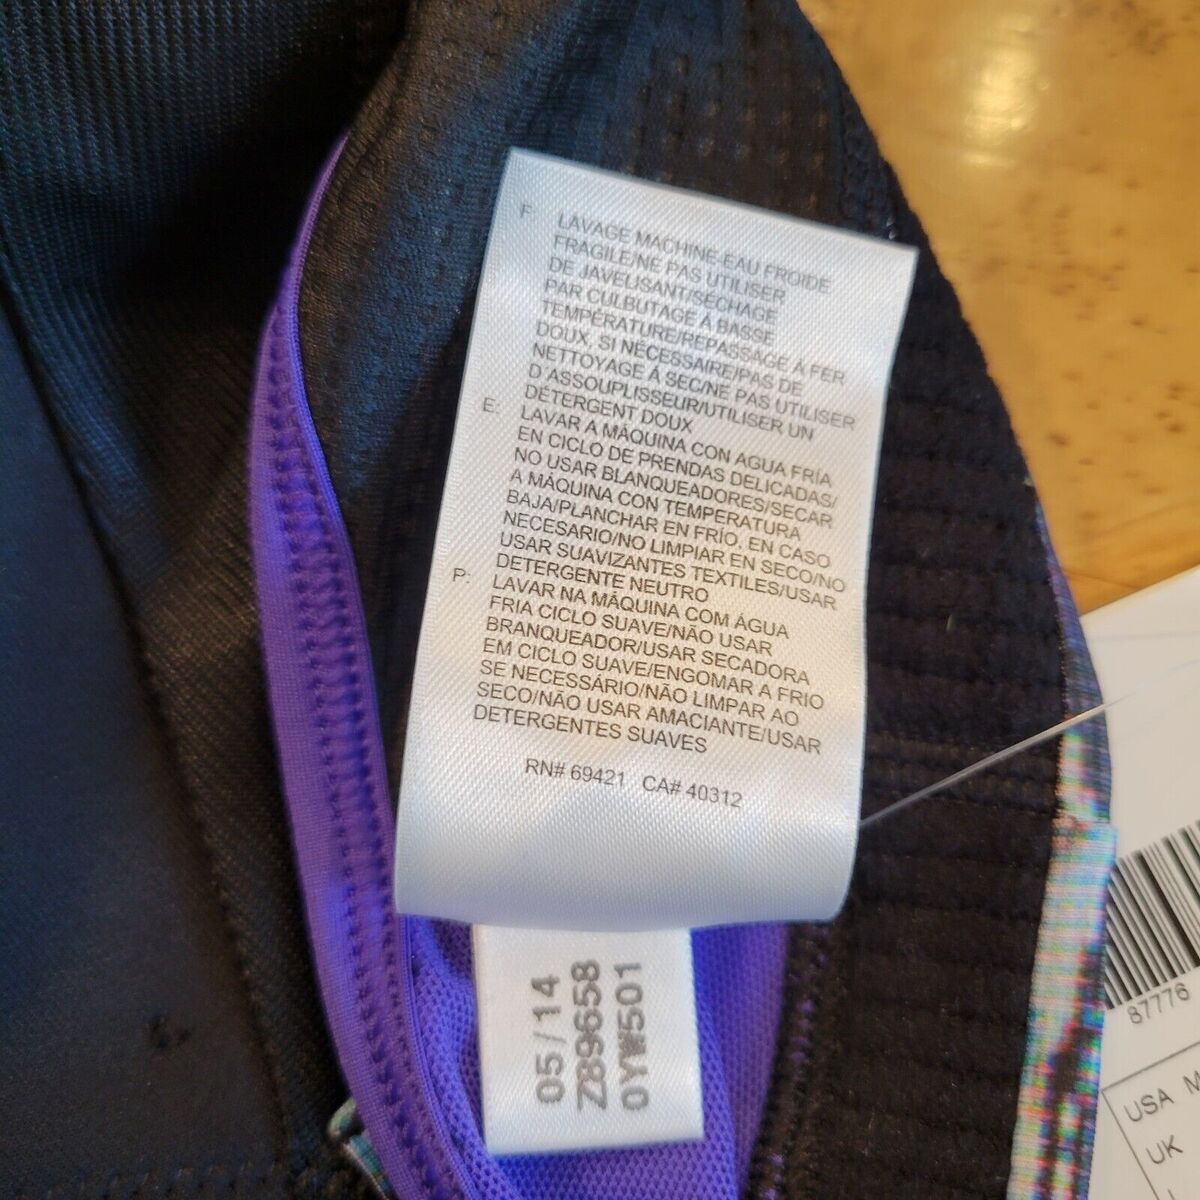 F: LAVAGE MACHINE-EAU FROIDE
FRAGILE/NE PAS UTILISER
DE JAVELISANT/SÉCHAGE
PAR CULBUTAGE À BASSE
TEMPÉRATURE/REPASSAGE À FER
DOUX, SI NÉCESSAIRE/PAS DE
NETTOYAGE À SEC/NE PAS UTILISER
D'ASSOUPLISSEUR/UTILISER UN
DÉTERGENT DOUX
E: LAVAR A MÁQUINA CON AGUA FRÍA
EN CICLO DE PRENDAS DELICADAS/
NO USAR BLANQUEADORES/SECAR
A MÁQUINA CON TEMPERATURA
BAJA/PLANCHAR EN FRÍO, EN CASO
NECESARIO/NO LIMPIAR EN SECO/NO
USAR SUAVIZANTES TEXTILES/USAR
DETERGENTE NEUTRO
P: LAVAR NA MÁQUINA COM ÁGUA
FRIA CICLO SUAVE/NÃO USAR
BRANQUEADOR/USAR SECADORA
EM CICLO SUAVE/ENGOMAR A FRIO
SE NECESSÁRIO/NÃO LIMPAR AO
SECO/NÃO USAR AMACIANTE/USAR
DETERGENTES SUAVES
RN# 69421 CA# 40312
05/14
Z89658
0YW501
87776
USA M
UK